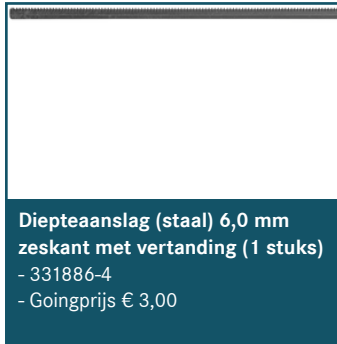 Diepteaanslag (staal) 6,0 mm
zeskant met vertanding (1 stuks)
- 331886-4
- Goingprijs € 3,00